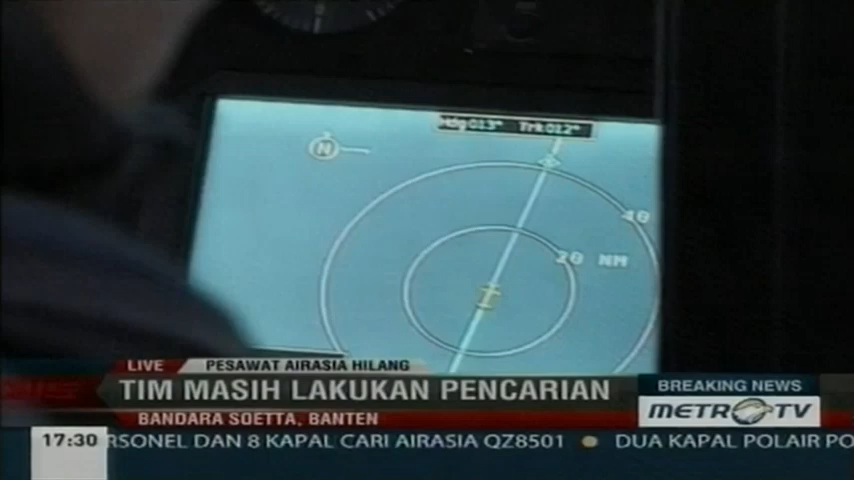 Hdg 013° Trk 012°
N
40
20 NM
LIVE PESAWAT AIRASIA HILANG
TIM MASIH LAKUKAN PENCARIAN
BREAKING NEWS
BANDARA SOETTA, BANTEN
METRO TV
17:30 RSONEL DAN 8 KAPAL CARI AIRASIA QZ8501 DUA KAPAL POLAIR PO